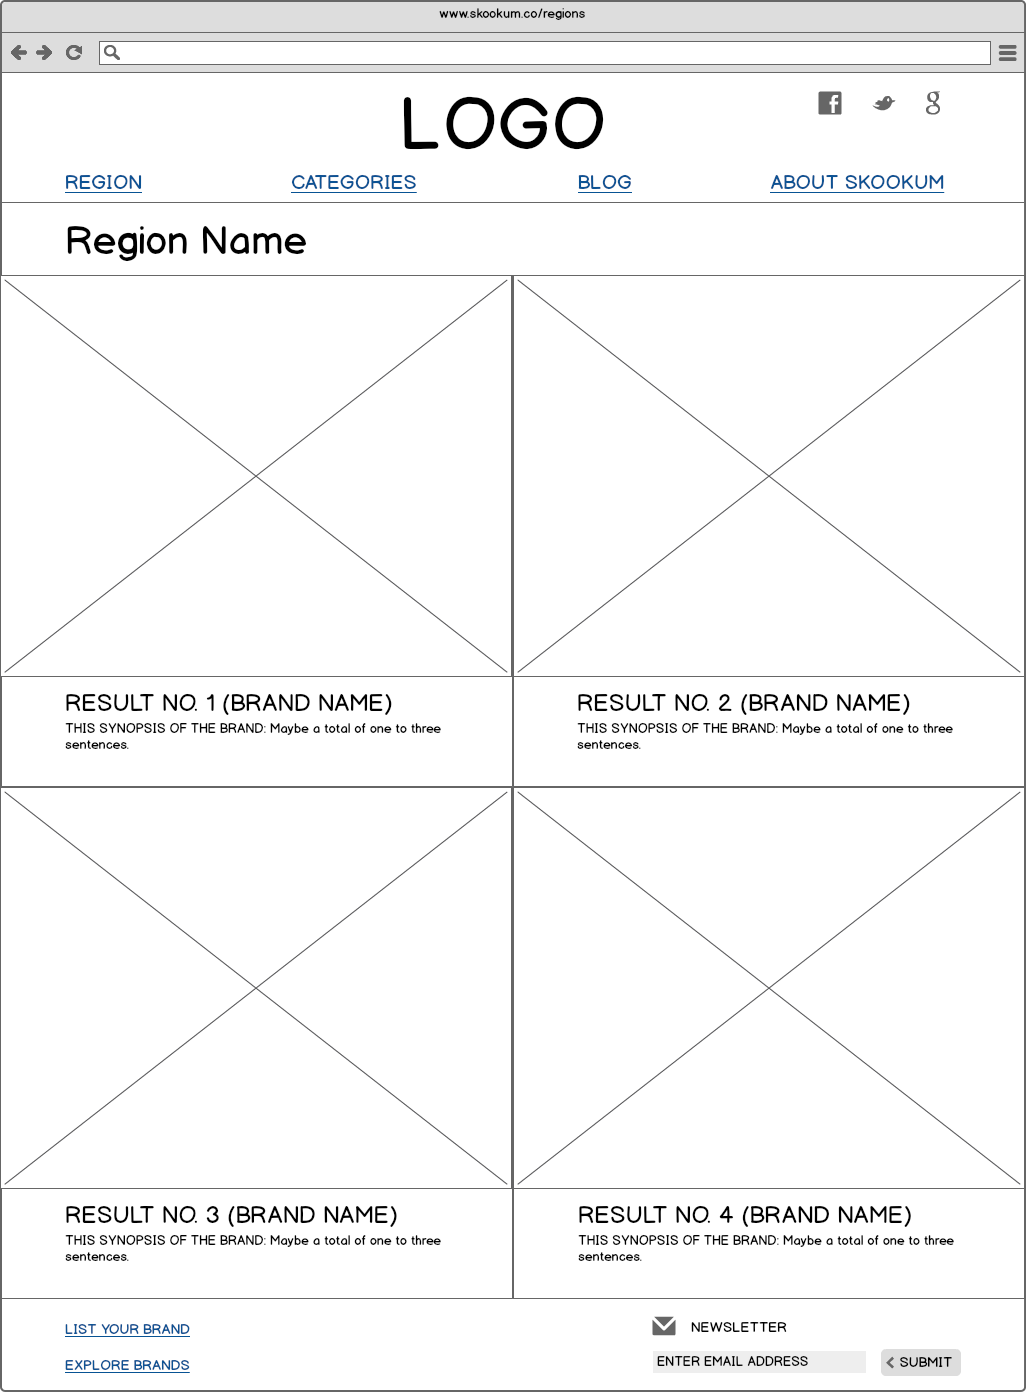 www.skookum.co/regions
LOGO
REGION CATEGORIES BLOG ABOUT SKOOKUM
Region Name
RESULT NO. 1 (BRAND NAME)
THIS SYNOPSIS OF THE BRAND: Maybe a total of one to three
sentences.
RESULT NO. 2 (BRAND NAME)
THIS SYNOPSIS OF THE BRAND: Maybe a total of one to three
sentences.
RESULT NO. 3 (BRAND NAME)
THIS SYNOPSIS OF THE BRAND: Maybe a total of one to three
sentences.
RESULT NO. 4 (BRAND NAME)
THIS SYNOPSIS OF THE BRAND: Maybe a total of one to three
sentences.
LIST YOUR BRAND
EXPLORE BRANDS
NEWSLETTER
ENTER EMAIL ADDRESS
SUBMIT